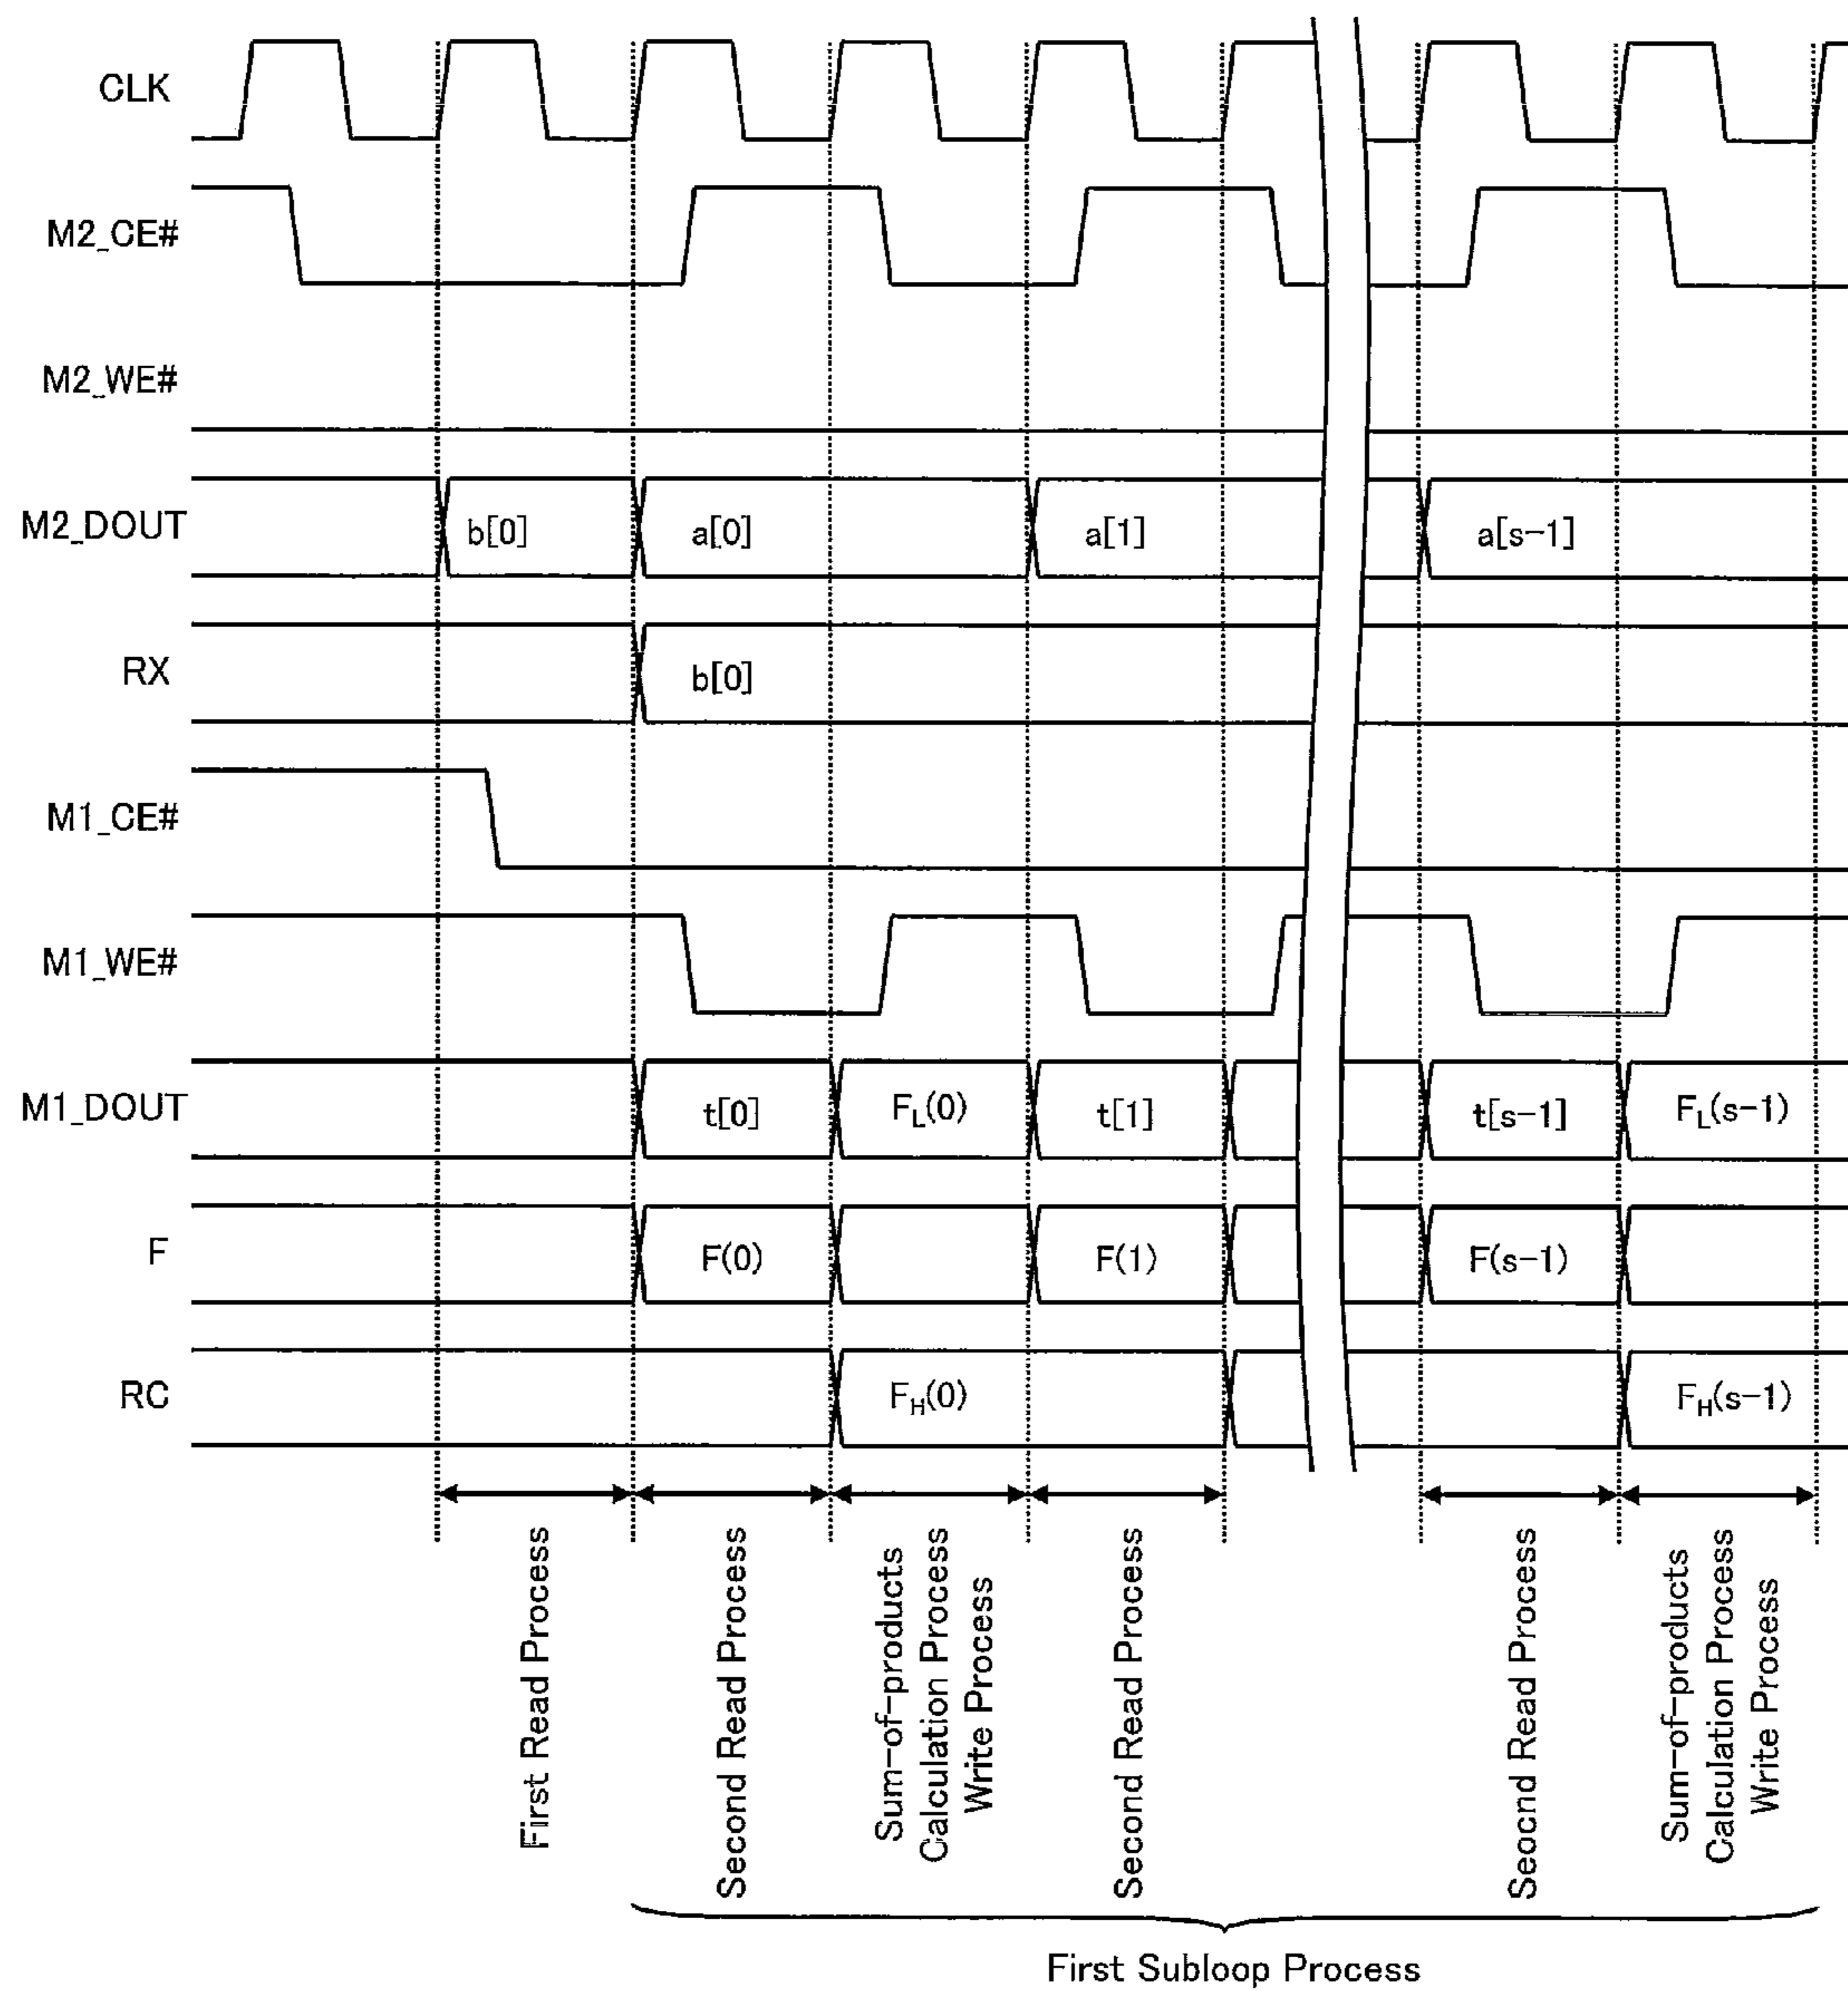 CLK
M2_CE#
M2_WE#
M2_DOUT b[0] a[0] a[1] a[s-1]
RX b[0]
M1_CE#
M1_WE#
M1_DOUT t[0] FL(0) t[1] t[s-1] FL(s-1)
F F(0) F(1) F(s-1)
RC FH(0) FH(s-1)
First Read Process
Second Read Process
Sum-of-products
Calculation Process
Write Process
Second Read Process
Seocnd Read Process
Sum-of-products
Calculation Process
Write Process
First Subloop Process